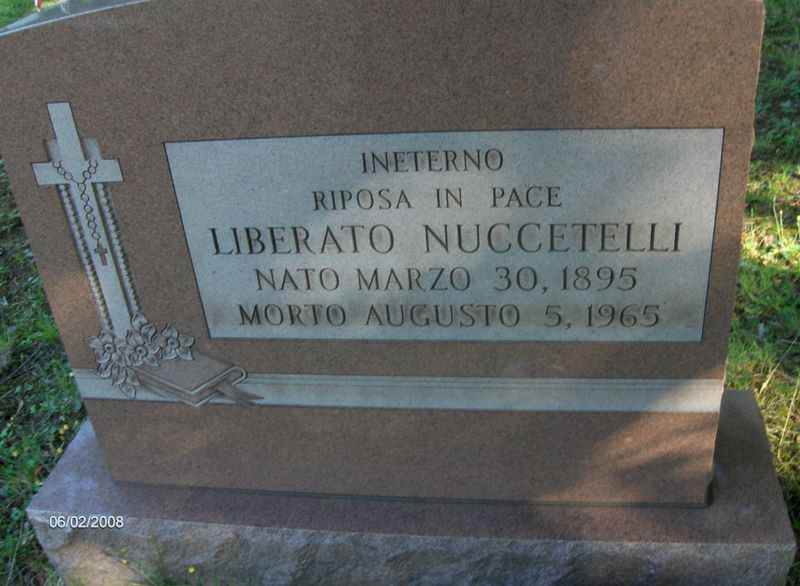 INETERNO
RIPOSA IN PACE
LIBERATO NUCCETELLI
NATO MARZO 30, 1895
MORTO AUGUSTO 5, 1965
06/02/2008